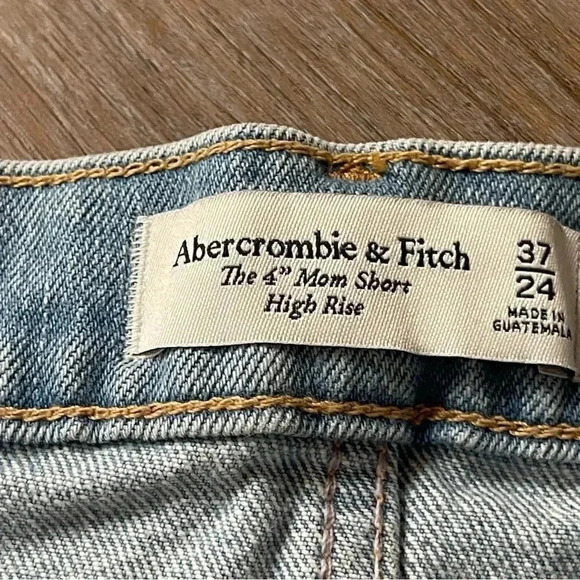 Abercrombie & Fitch
The 4" Mom Short
High Rise
37
24
MADE IN
GUATEMALA